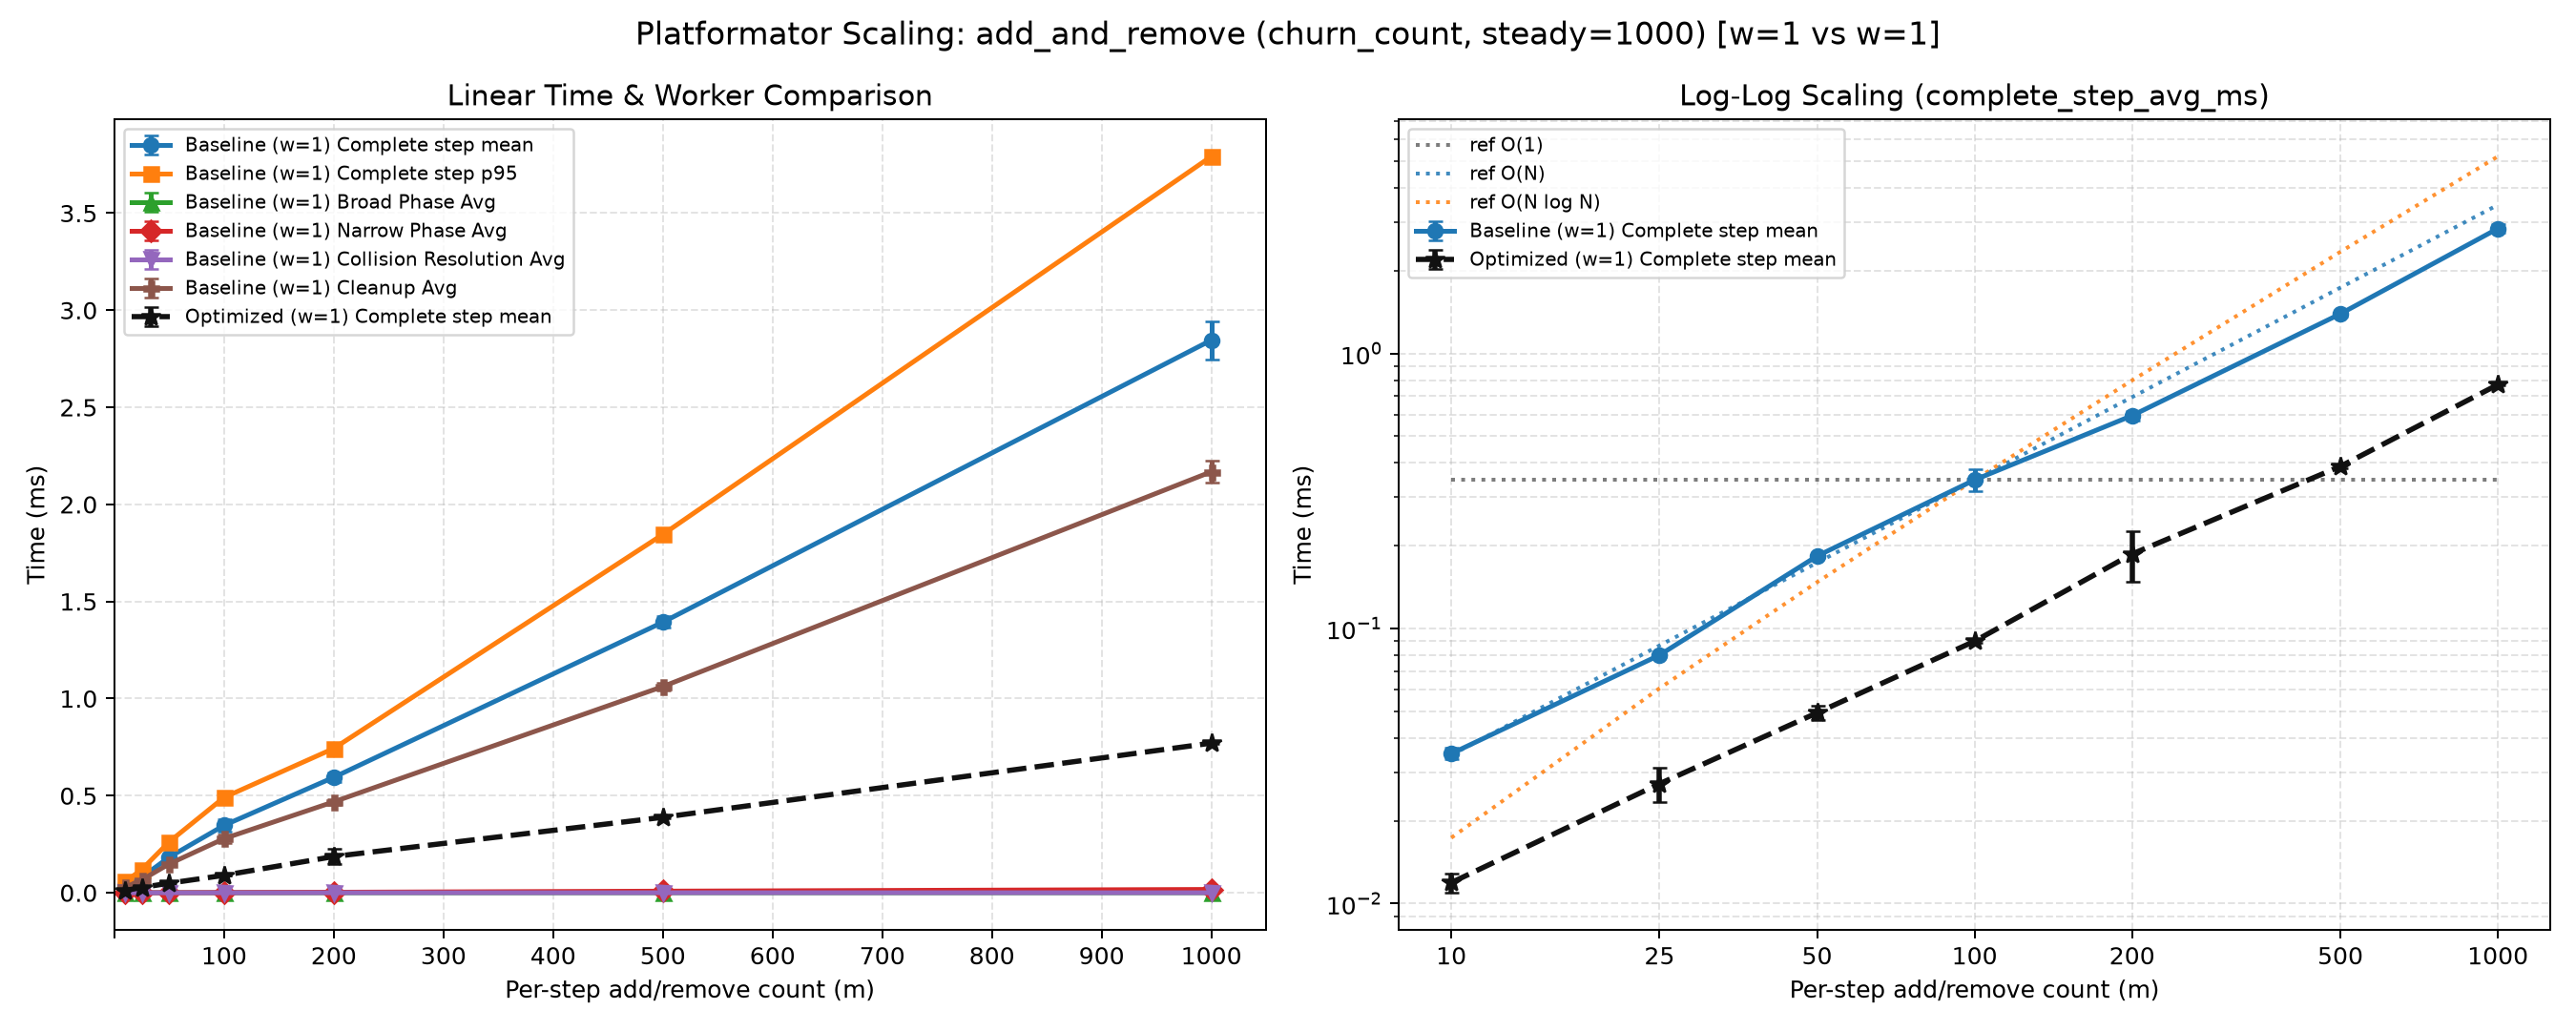 Platformator Scaling: add_and_remove (churn_count, steady=1000) [w=1 vs w=1]
Linear Time & Worker Comparison
Baseline (w=1) Complete step mean
Baseline (w=1) Complete step p95
Baseline (w=1) Broad Phase Avg
Baseline (w=1) Narrow Phase Avg
Baseline (w=1) Collision Resolution Avg
Baseline (w=1) Cleanup Avg
Optimized (w=1) Complete step mean
Time (ms)
3.5
3.0
2.5
2.0
1.5
1.0
0.5
0.0
100 200 300 400 500 600 700 800 900 1000
Per-step add/remove count (m)
Log-Log Scaling (complete_step_avg_ms)
ref O(1)
ref O(N)
ref O(N log N)
Baseline (w=1) Complete step mean
Optimized (w=1) Complete step mean
Time (ms)
10⁰
10⁻¹
10⁻²
10 25 50 100 200 500 1000
Per-step add/remove count (m)